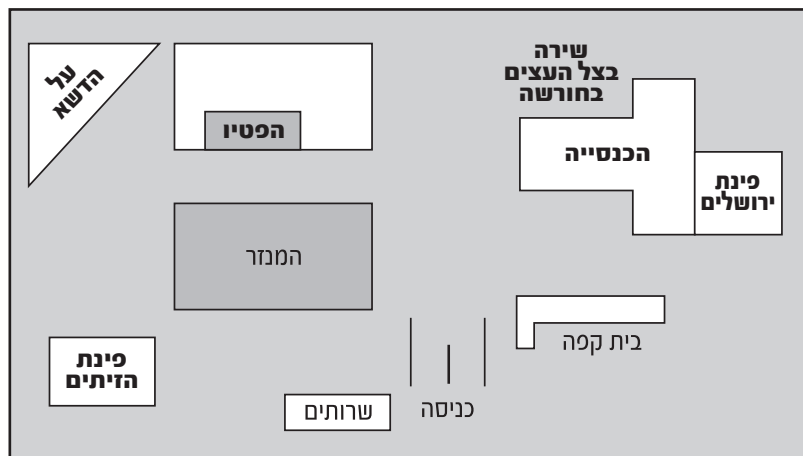 שירה
בצל העצים
בחורשה
הכנסייה
פינת
ירושלים
הפטיו
על
הדשא
המנזר
בית קפה
כניסה
שרותים
פינת
הזיתים